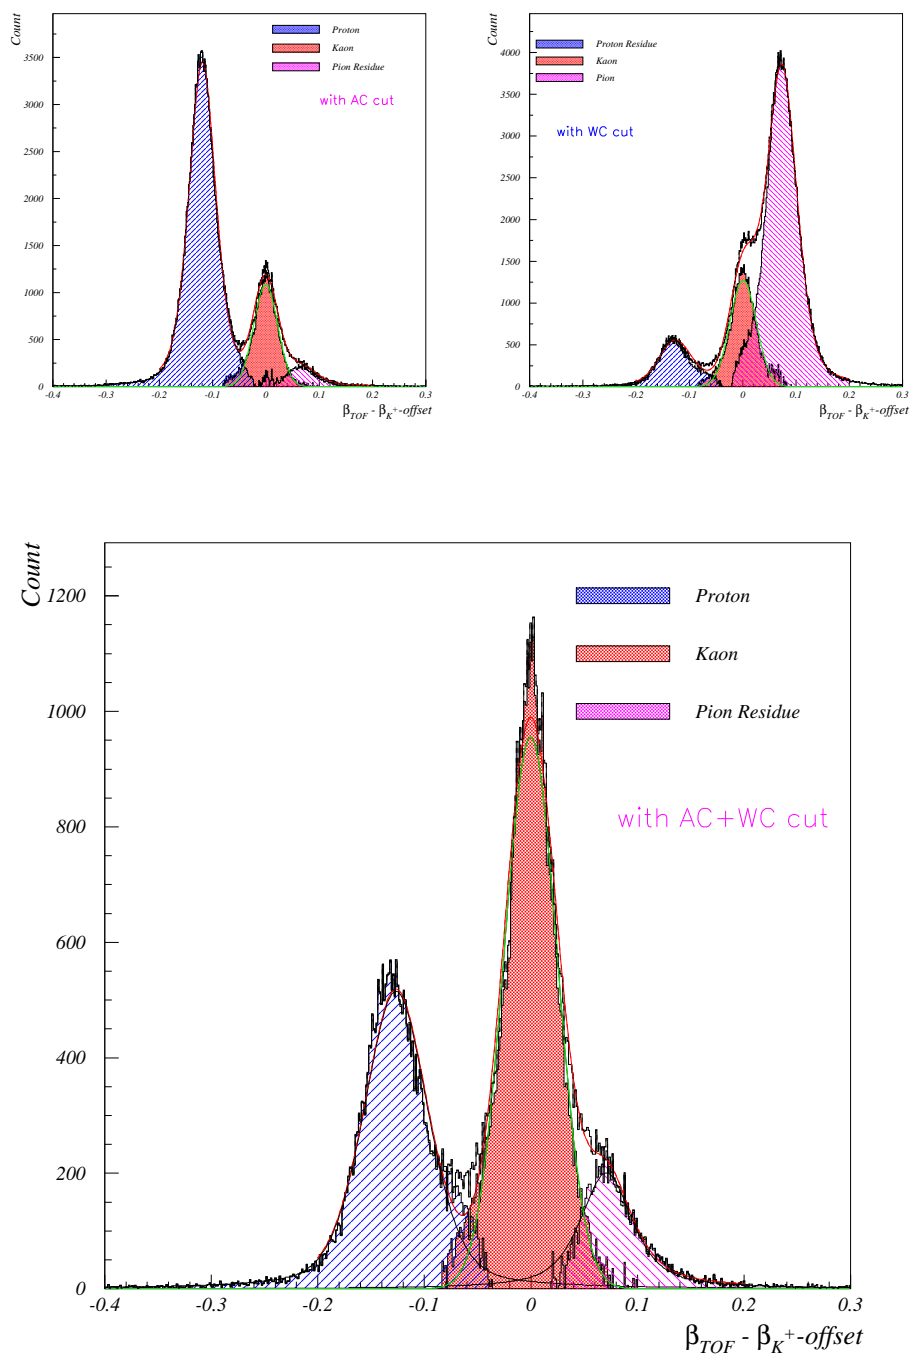 Count
3500
3000
2500
2000
1500
1000
500
0
-0.4 -0.3 -0.2 -0.1 0 0.1 0.2 0.3
βTOF - βK+-offset
Proton
Kaon
Pion Residue
with AC cut
Count
4000
3500
3000
2500
2000
1500
1000
500
0
-0.4 -0.3 -0.2 -0.1 0 0.1 0.2 0.3
βTOF - βK+-offset
Proton Residue
Kaon
Pion
with WC cut
Count
1200
1000
800
600
400
200
0
-0.4 -0.3 -0.2 -0.1 0 0.1 0.2 0.3
βTOF - βK+-offset
Proton
Kaon
Pion Residue
with AC+WC cut